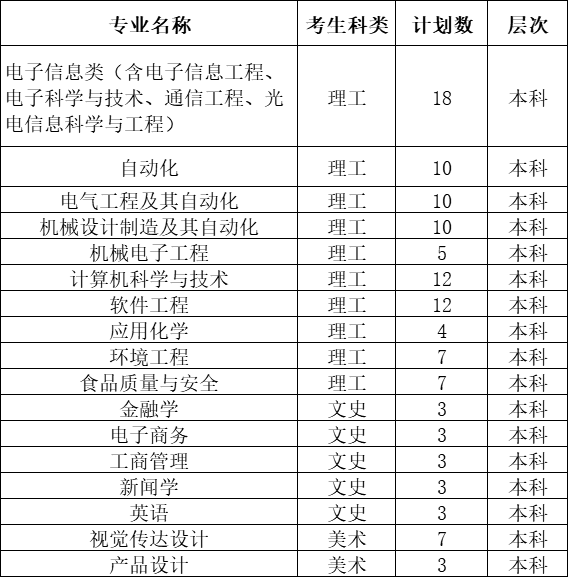 专业名称 考生科类 计划数 层次
电子信息类（含电子信息工程、
电子科学与技术、通信工程、光
电信息科学与工程） 理工 18 本科
自动化 理工 10 本科
电气工程及其自动化 理工 10 本科
机械设计制造及其自动化 理工 10 本科
机械电子工程 理工 5 本科
计算机科学与技术 理工 12 本科
软件工程 理工 12 本科
应用化学 理工 4 本科
环境工程 理工 7 本科
食品质量与安全 理工 7 本科
金融学 文史 3 本科
电子商务 文史 3 本科
工商管理 文史 3 本科
新闻学 文史 3 本科
英语 文史 3 本科
视觉传达设计 美术 7 本科
产品设计 美术 3 本科